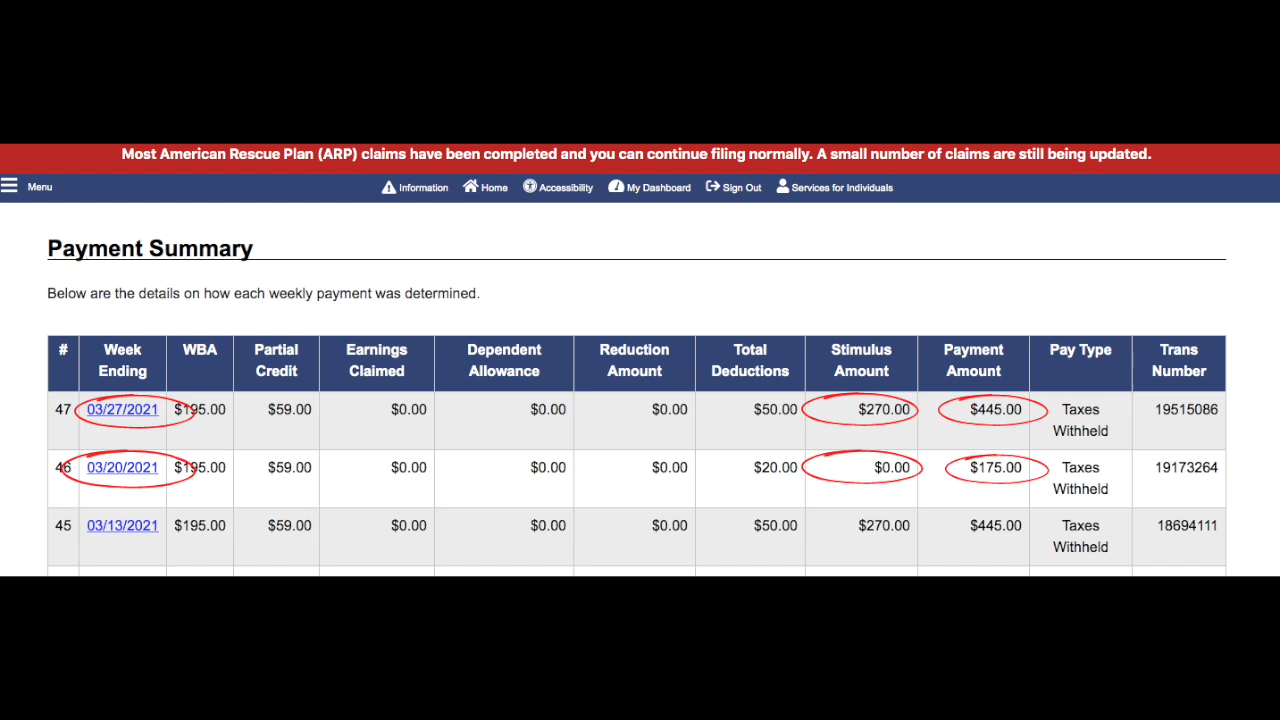 Most American Rescue Plan (ARP) claims have been completed and you can continue filing normally. A small number of claims are still being updated.
Menu Information Home Accessibility My Dashboard Sign Out Services for Individuals
Payment Summary
Below are the details on how each weekly payment was determined.
# Week Ending WBA Partial Credit Earnings Claimed Dependent Allowance Reduction Amount Total Deductions Stimulus Amount Payment Amount Pay Type Trans Number
47 03/27/2021 $195.00 $59.00 $0.00 $0.00 $0.00 $50.00 $270.00 $445.00 Taxes Withheld 19515086
46 03/20/2021 $195.00 $59.00 $0.00 $0.00 $0.00 $20.00 $0.00 $175.00 Taxes Withheld 19173264
45 03/13/2021 $195.00 $59.00 $0.00 $0.00 $0.00 $50.00 $270.00 $445.00 Taxes Withheld 18694111